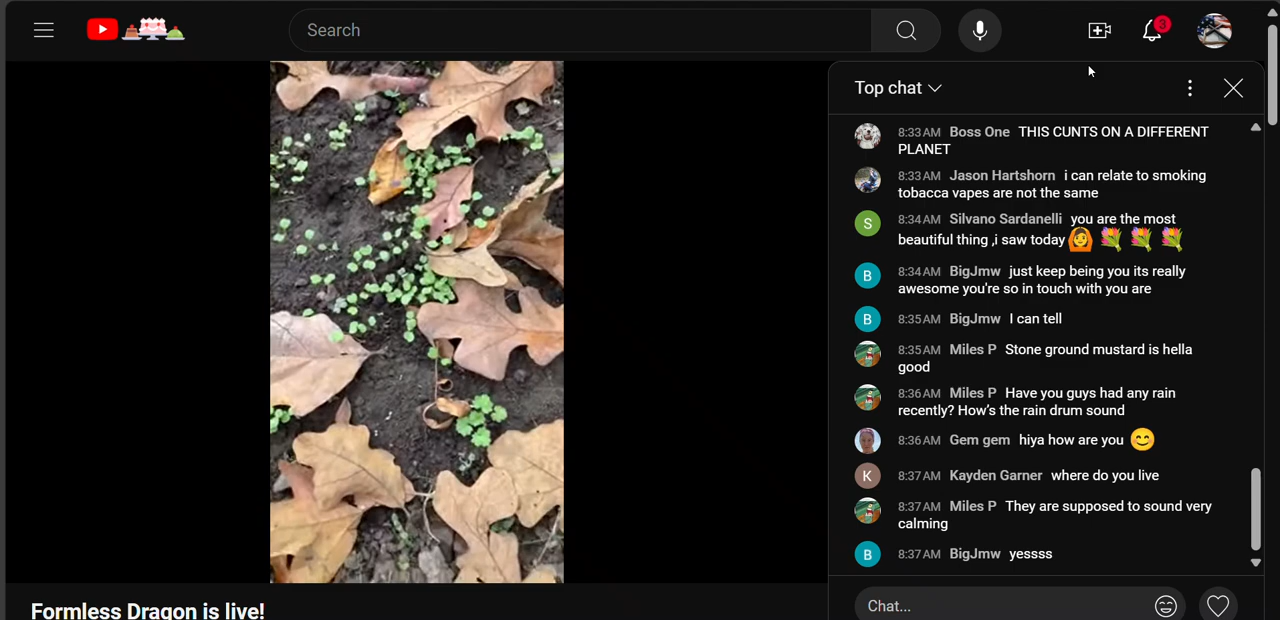 Search
3
Top chat
8:33 AM Boss One THIS CUNTS ON A DIFFERENT
PLANET
8:33 AM Jason Hartshorn i can relate to smoking
tobacca vapes are not the same
S
8:34 AM Silvano Sardanelli you are the most
beautiful thing ,i saw today🙆💐💐💐
B
8:34 AM BigJmw just keep being you its really
awesome you're so in touch with you are
B
8:35 AM BigJmw I can tell
8:35 AM Miles P Stone ground mustard is hella
good
8:36 AM Miles P Have you guys had any rain
recently? How's the rain drum sound
8:36 AM Gem gem hiya how are you 😊
K
8:37 AM Kayden Garner where do you live
8:37 AM Miles P They are supposed to sound very
calming
B
8:37 AM BigJmw yessss
Chat...
Formless Dragon is live!